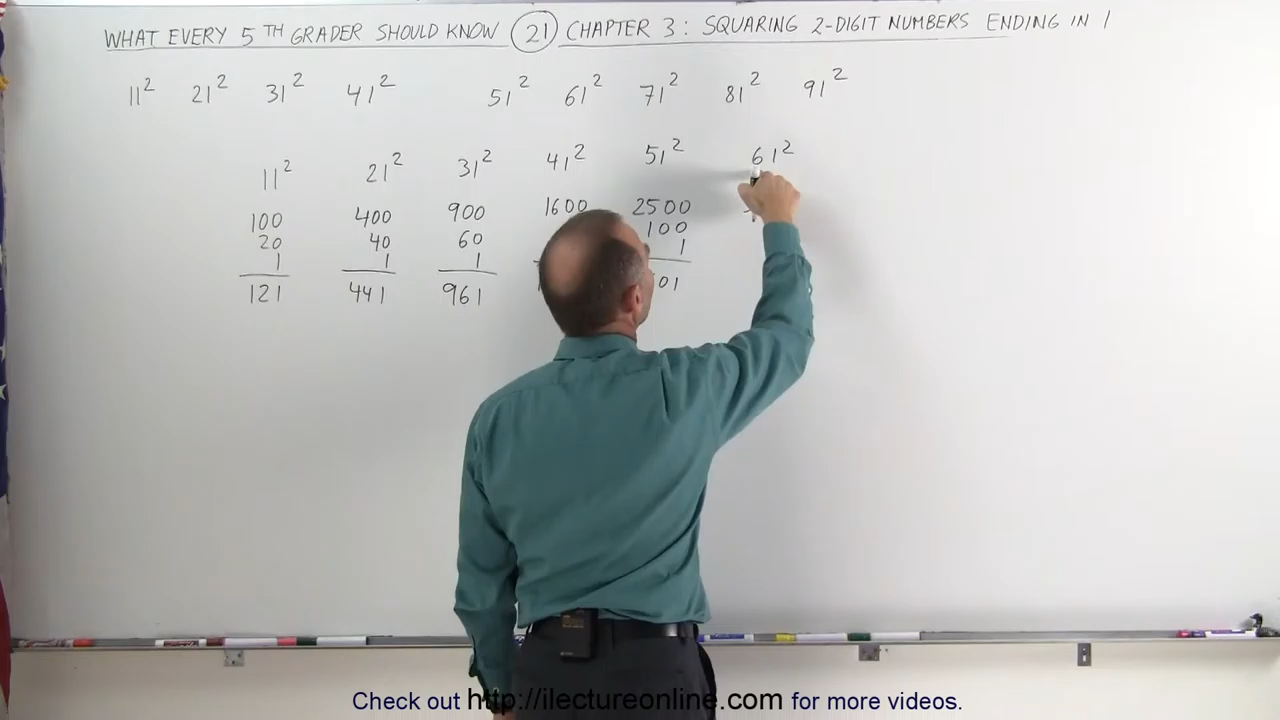 WHAT EVERY 5TH GRADER SHOULD KNOW 21 CHAPTER 3: SQUARING 2-DIGIT NUMBERS ENDING IN 1
11² 21² 31² 41² 51² 61² 71² 81² 91²
11² 21² 31² 41² 51² 61²
100 400 900 1600 2500
20 40 60 100
1 1 1 1
121 441 961 01
Check out http://ilectureonline.com for more videos.